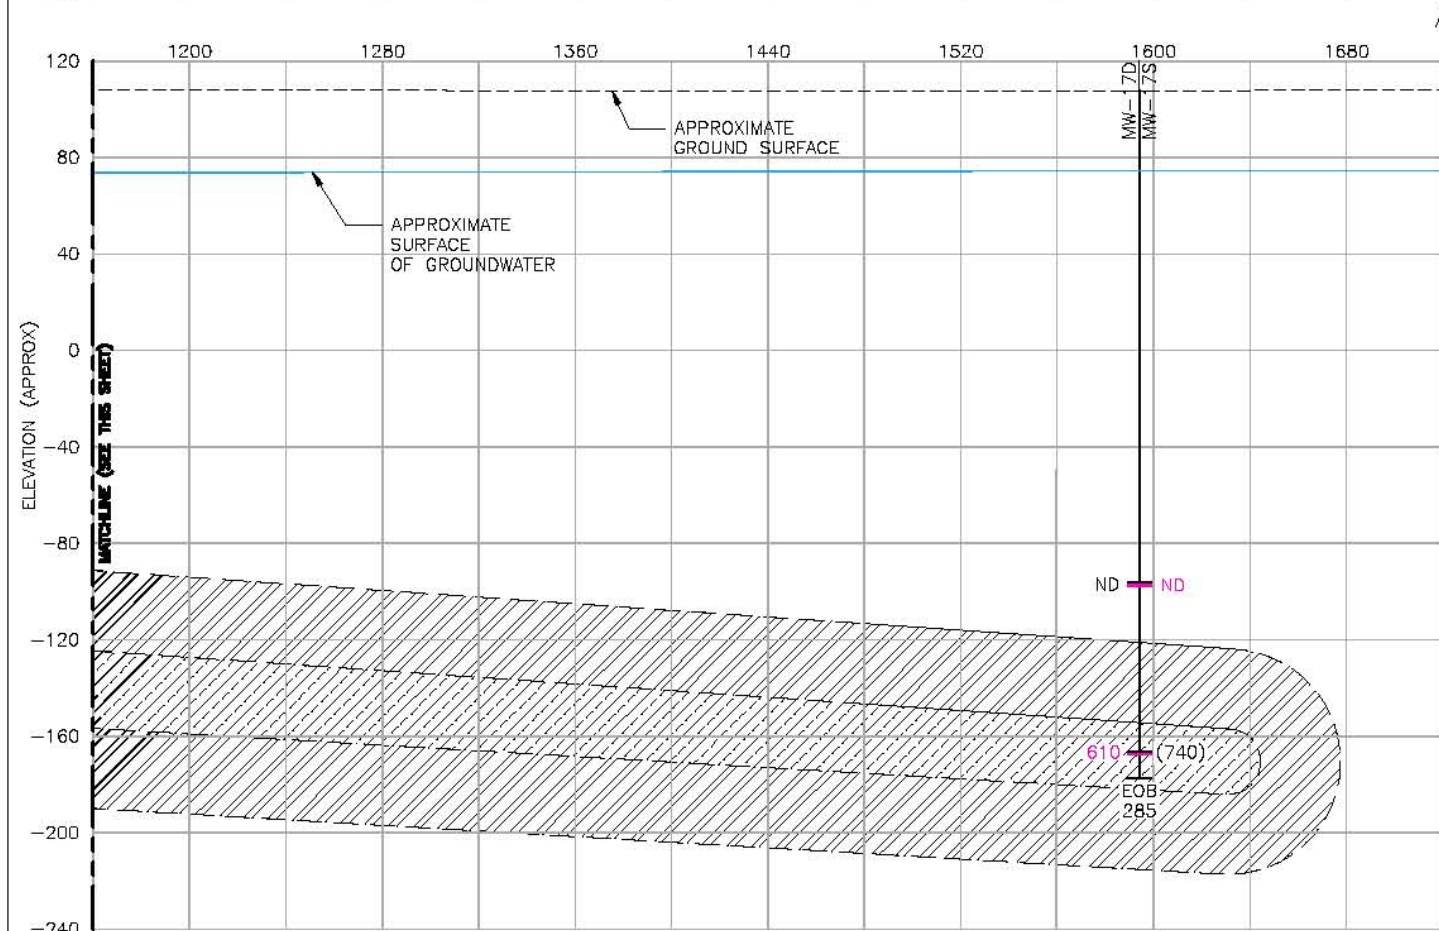 1200 1280 1360 1440 1520 1600 1680
120
80
40
0
-40
-80
-120
-160
-200
-240
ELEVATION (APPROX)
MATCHLINE (SEE THIS SHEET)
APPROXIMATE
GROUND SURFACE
APPROXIMATE
SURFACE
OF GROUNDWATER
MW-17D
MW-17S
ND ND
610 (740)
EOB
285